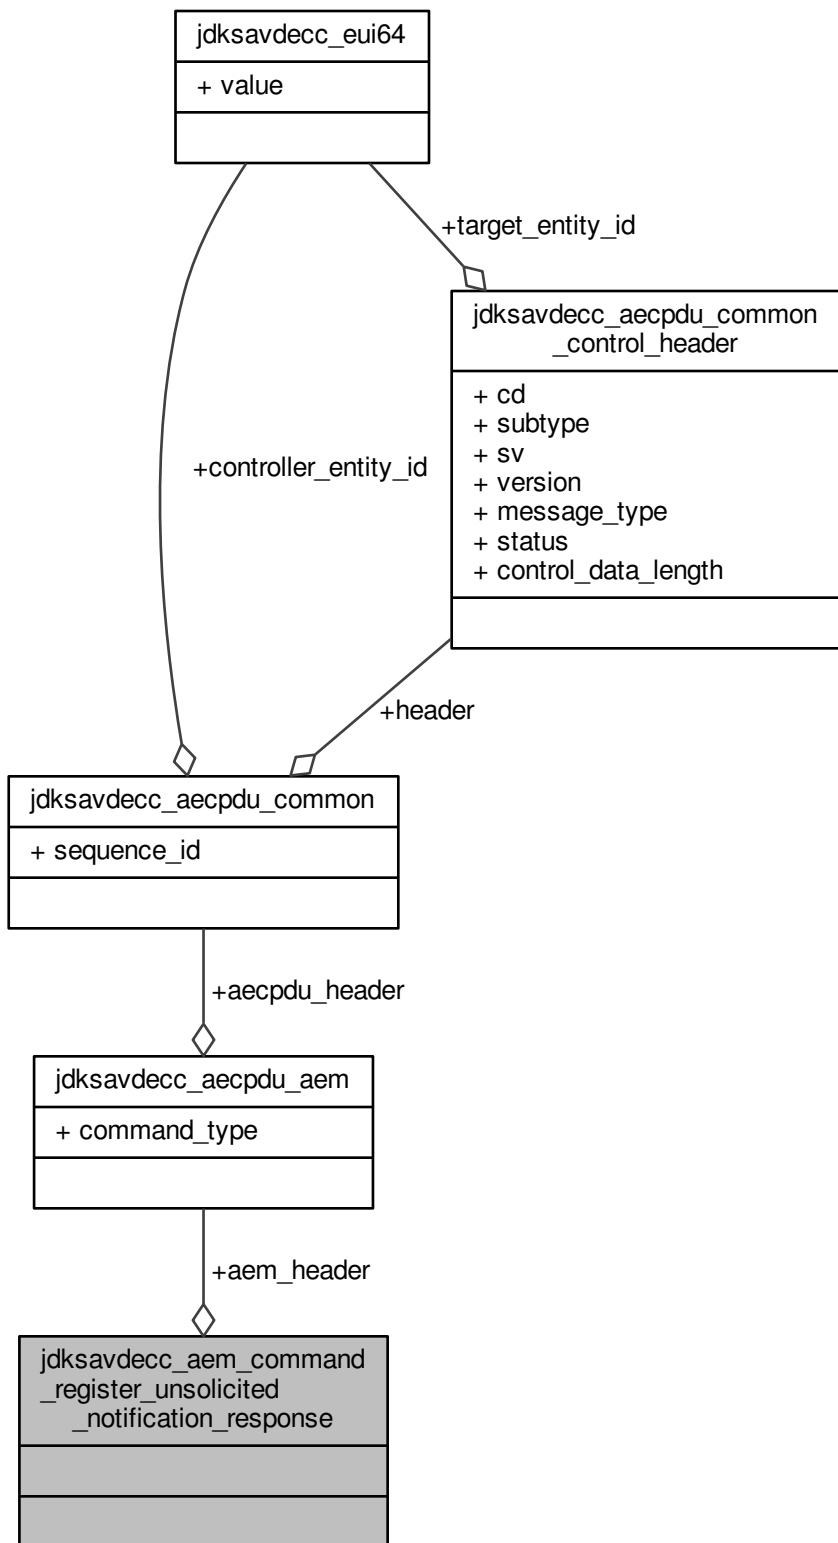 jdksavdecc_eui64
+ value
+target_entity_id
jdksavdecc_aecpdu_common
_control_header
+ cd
+ subtype
+ sv
+ version
+ message_type
+ status
+ control_data_length
+controller_entity_id
+header
jdksavdecc_aecpdu_common
+ sequence_id
+aecpdu_header
jdksavdecc_aecpdu_aem
+ command_type
+aem_header
jdksavdecc_aem_command
_register_unsolicited
_notification_response